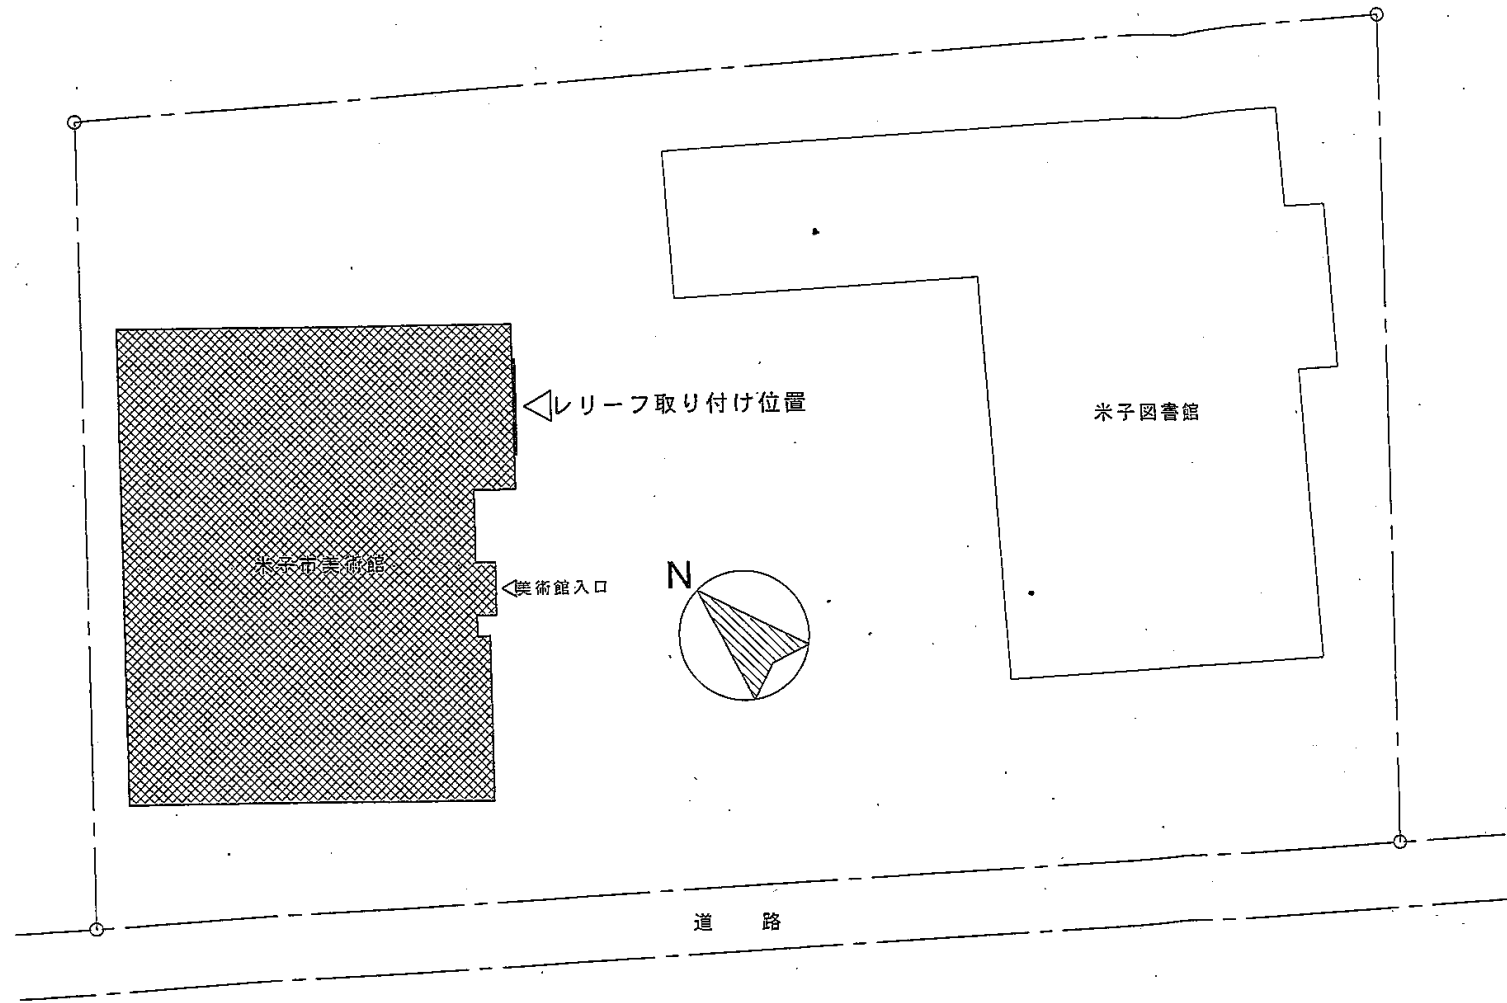 レリーフ取り付け位置
米子図書館
米子市美術館
美術館入口
N
道 路